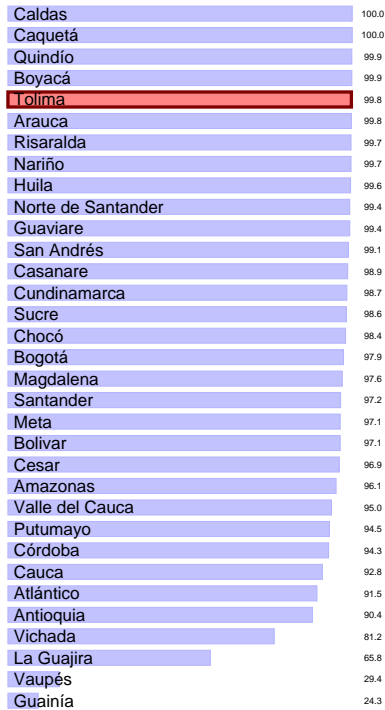 Caldas 100.0
Caquetá 100.0
Quindío 99.9
Boyacá 99.9
Tolima 99.8
Arauca 99.8
Risaralda 99.7
Nariño 99.7
Huila 99.6
Norte de Santander 99.4
Guaviare 99.4
San Andrés 99.1
Casanare 98.9
Cundinamarca 98.7
Sucre 98.6
Chocó 98.4
Bogotá 97.9
Magdalena 97.6
Santander 97.2
Meta 97.1
Bolivar 97.1
Cesar 96.9
Amazonas 96.1
Valle del Cauca 95.0
Putumayo 94.5
Córdoba 94.3
Cauca 92.8
Atlántico 91.5
Antioquia 90.4
Vichada 81.2
La Guajira 65.8
Vaupés 29.4
Guainía 24.3